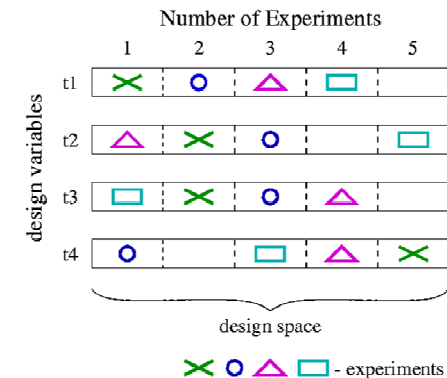 Number of Experiments
1 2 3 4 5
design variables
t1
t2
t3
t4
design space
- experiments